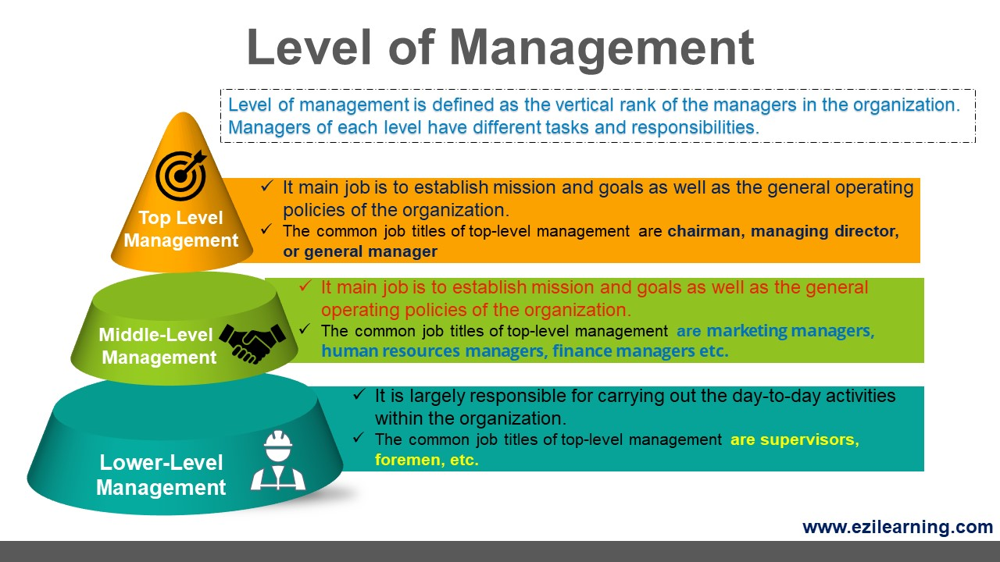 Level of Management
Level of management is defined as the vertical rank of the managers in the organization.
Managers of each level have different tasks and responsibilities.
Top Level
Management
It main job is to establish mission and goals as well as the general operating
policies of the organization.
The common job titles of top-level management are chairman, managing director,
or general manager
Middle-Level
Management
It main job is to establish mission and goals as well as the general
operating policies of the organization.
The common job titles of top-level management are marketing managers,
human resources managers, finance managers etc.
Lower-Level
Management
It is largely responsible for carrying out the day-to-day activities
within the organization.
The common job titles of top-level management are supervisors,
foremen, etc.
www.ezilearning.com